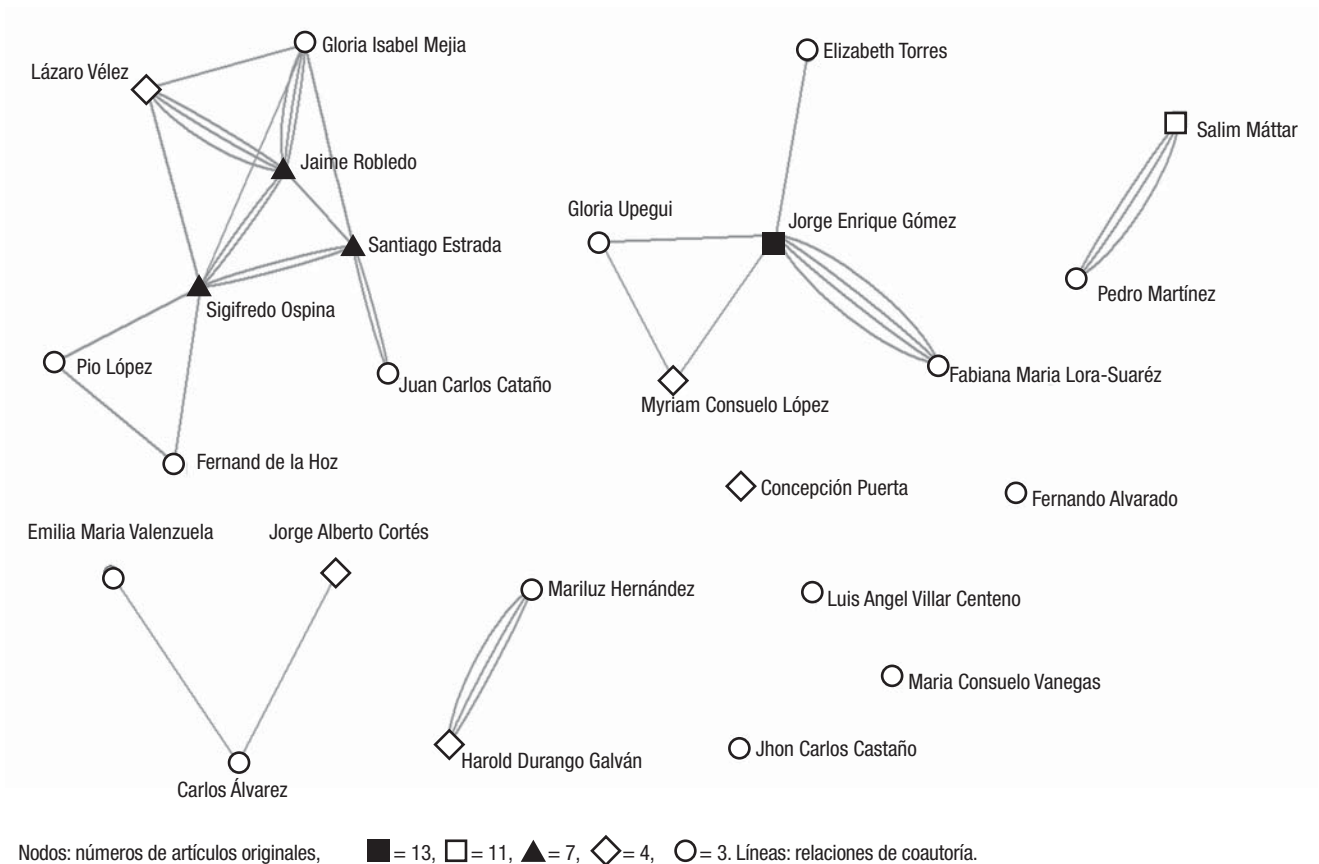 Gloria Isabel Mejia
Elizabeth Torres
Lázaro Vélez
Salim Máttar
Jaime Robledo
Gloria Upegui
Jorge Enrique Gómez
Santiago Estrada
Pedro Martínez
Sigifredo Ospina
Pio López
Juan Carlos Cataño
Fabiana Maria Lora-Suaréz
Myriam Consuelo López
Fernand de la Hoz
Concepción Puerta
Fernando Alvarado
Emilia Maria Valenzuela
Jorge Alberto Cortés
Mariluz Hernández
Luis Angel Villar Centeno
Maria Consuelo Vanegas
Jhon Carlos Castaño
Harold Durango Galván
Carlos Álvarez
Nodos: números de artículos originales, ■ = 13, □ = 11, ▲ = 7, ◇ = 4, ○ = 3. Líneas: relaciones de coautoría.